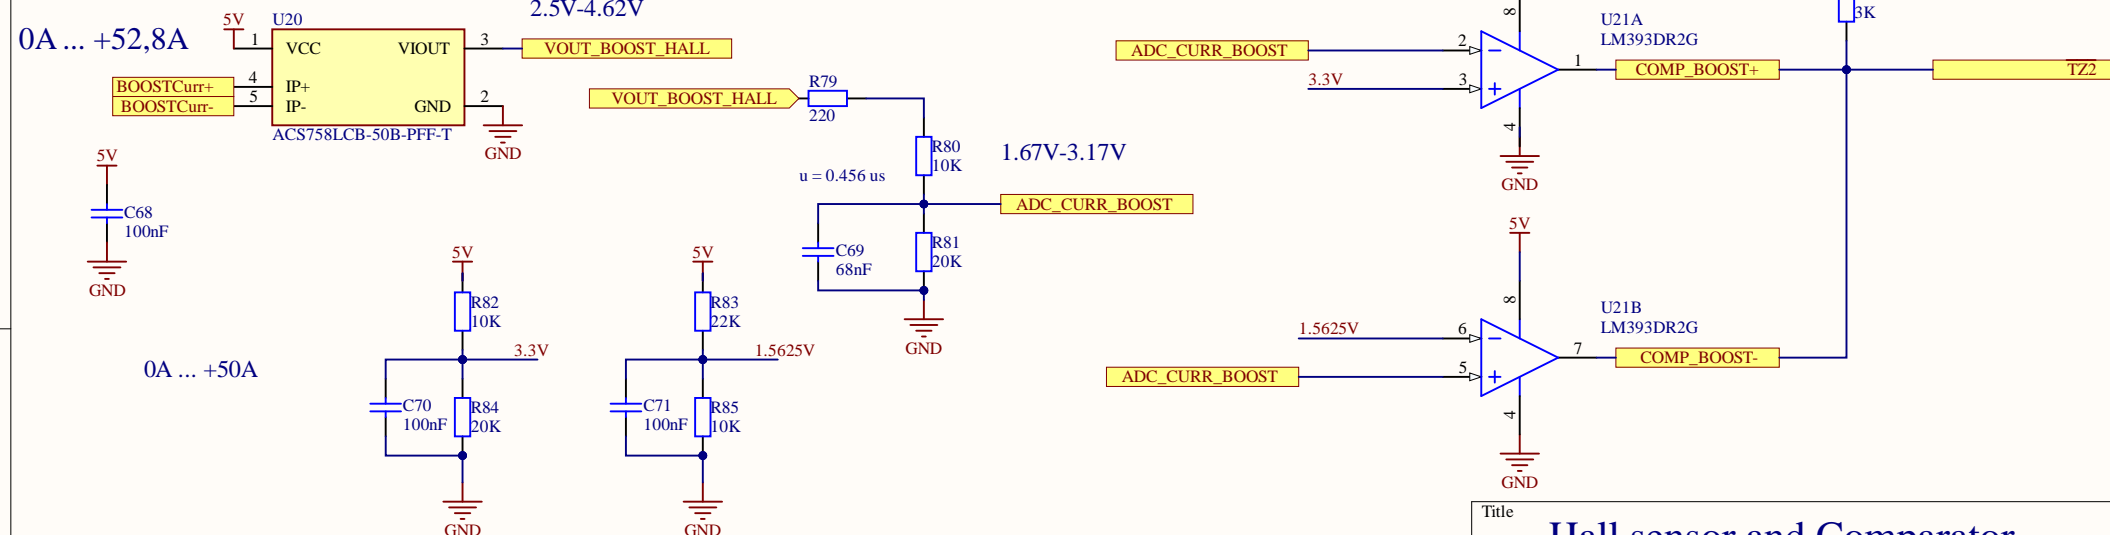 0A ... +52,8A
5V
U20
2.5V-4.62V
1
VCC
VIOUT
3
VOUT_BOOST_HALL
BOOSTCurr+
4
IP+
BOOSTCurr-
5
IP-
GND
2
ACS758LCB-50B-PFF-T
GND
5V
C68
100nF
GND
VOUT_BOOST_HALL
R79
220
R80
10K
1.67V-3.17V
u = 0.456 us
ADC_CURR_BOOST
C69
68nF
R81
20K
GND
0A ... +50A
5V
R82
10K
3.3V
C70
100nF
R84
20K
GND
5V
R83
22K
1.5625V
C71
100nF
R85
10K
GND
8
U21A
LM393DR2G
ADC_CURR_BOOST
2
3.3V
3
1
COMP_BOOST+
3K
TZ2
4
GND
5V
8
U21B
LM393DR2G
1.5625V
6
ADC_CURR_BOOST
5
7
COMP_BOOST-
4
GND
Title
Hall sensor and Comparator